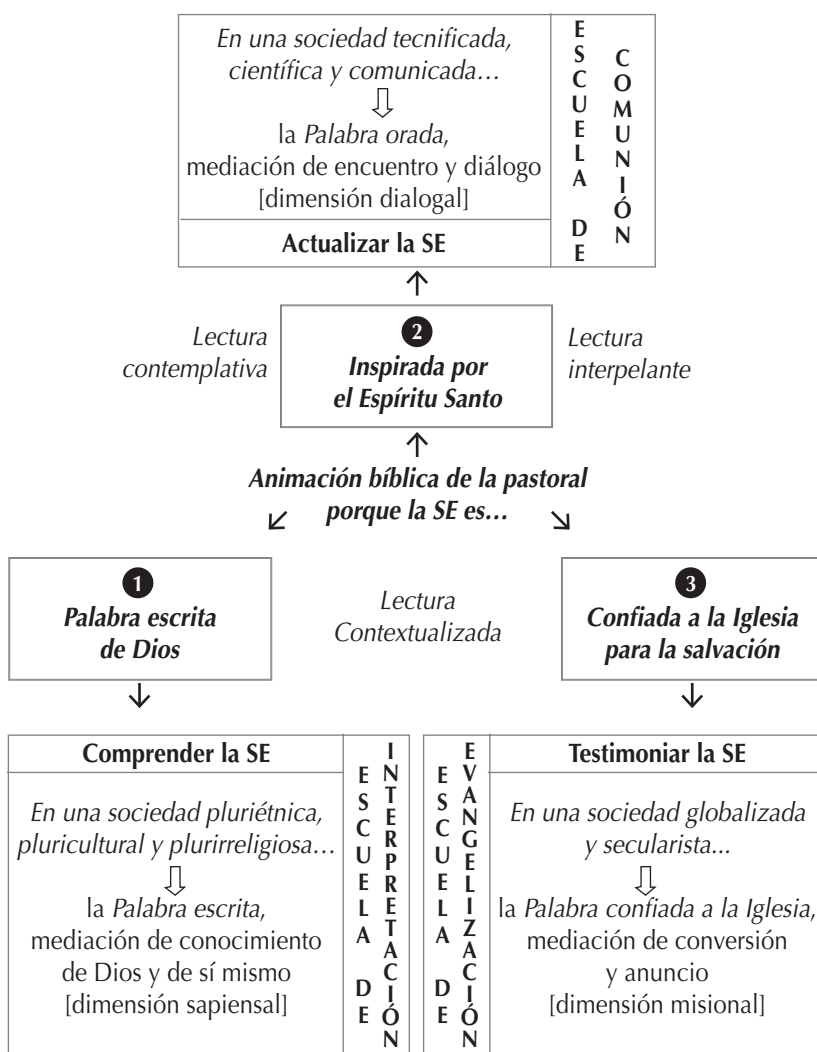 En una sociedad tecnificada,
científica y comunicada…
la Palabra orada,
mediación de encuentro y diálogo
[dimensión dialogal]
Actualizar la SE
ESCUELA DE
COMUNIÓN
Lectura
contemplativa
2
Inspirada por
el Espíritu Santo
Lectura
interpelante
Animación bíblica de la pastoral
porque la SE es…
1
Palabra escrita
de Dios
Lectura
Contextualizada
3
Confiada a la Iglesia
para la salvación
Comprender la SE
En una sociedad pluriétnica,
pluricultural y plurirreligiosa…
la Palabra escrita,
mediación de conocimiento
de Dios y de sí mismo
[dimensión sapiensal]
ESCUELA DE
INTERPRETACIÓN
ESCUELA DE
EVANGELIZACIÓN
Testimoniar la SE
En una sociedad globalizada
y secularista...
la Palabra confiada a la Iglesia,
mediación de conversión
y anuncio
[dimensión misional]